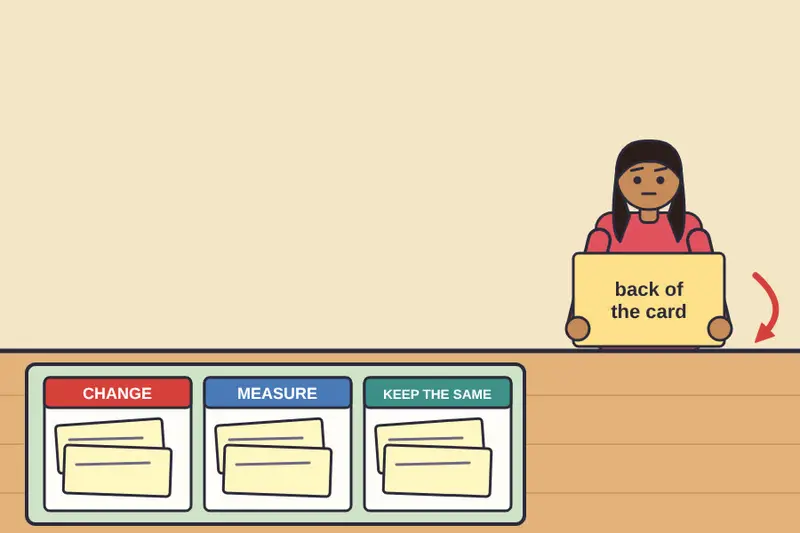 back of
the card
CHANGE
MEASURE
KEEP THE SAME